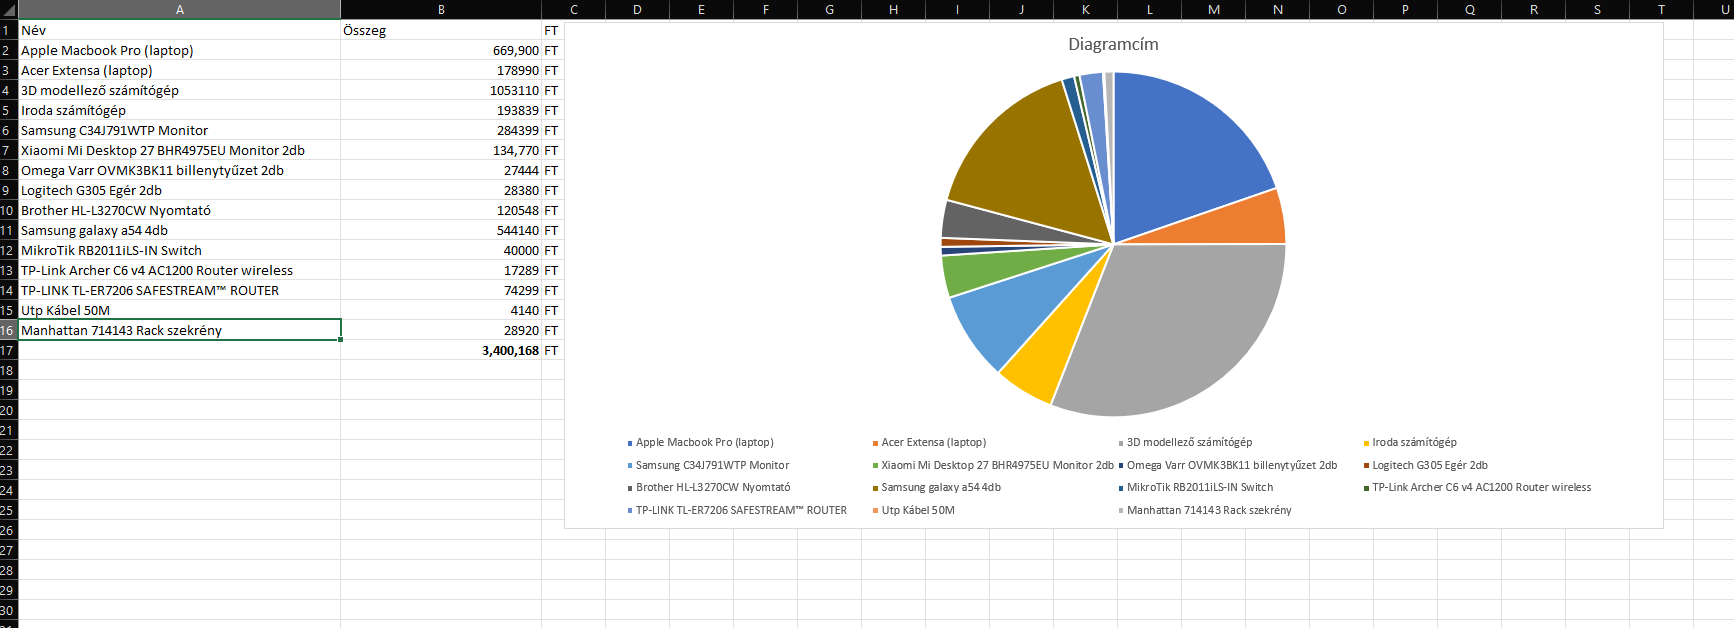 A B C D E F G H I J K L M N O P Q R S T U
1 Név Összeg FT
2 Apple Macbook Pro (laptop) 669,900 FT
3 Acer Extensa (laptop) 178990 FT
4 3D modellező számítógép 1053110 FT
5 Iroda számítógép 193839 FT
6 Samsung C34J791WTP Monitor 284399 FT
7 Xiaomi Mi Desktop 27 BHR4975EU Monitor 2db 134,770 FT
8 Omega Varr OVMK3BK11 billenytyűzet 2db 27444 FT
9 Logitech G305 Egér 2db 28380 FT
10 Brother HL-L3270CW Nyomtató 120548 FT
11 Samsung galaxy a54 4db 544140 FT
12 MikroTik RB2011iLS-IN Switch 40000 FT
13 TP-Link Archer C6 v4 AC1200 Router wireless 17289 FT
14 TP-LINK TL-ER7206 SAFESTREAM™ ROUTER 74299 FT
15 Utp Kábel 50M 4140 FT
16 Manhattan 714143 Rack szekrény 28920 FT
17 3,400,168 FT
18
19
20
21
22
23
24
25
26
27
28
29
30
Diagramcím
Apple Macbook Pro (laptop) Acer Extensa (laptop) 3D modellező számítógép Iroda számítógép
Samsung C34J791WTP Monitor Xiaomi Mi Desktop 27 BHR4975EU Monitor 2db Omega Varr OVMK3BK11 billenytyűzet 2db Logitech G305 Egér 2db
Brother HL-L3270CW Nyomtató Samsung galaxy a54 4db MikroTik RB2011iLS-IN Switch TP-Link Archer C6 v4 AC1200 Router wireless
TP-LINK TL-ER7206 SAFESTREAM™ ROUTER Utp Kábel 50M Manhattan 714143 Rack szekrény